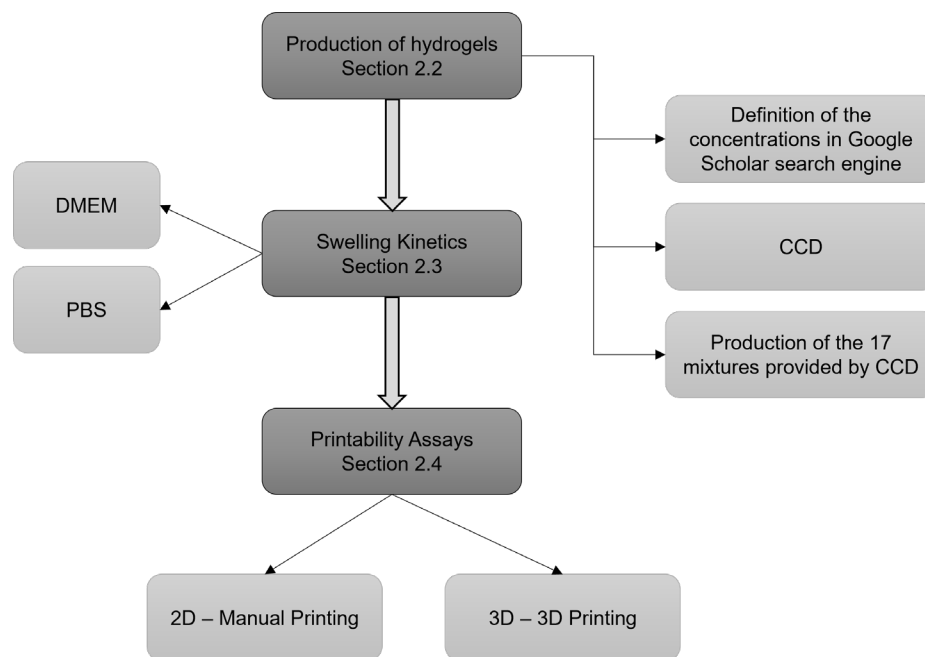 Production of hydrogels
Section 2.2
Definition of the
concentrations in Google
Scholar search engine
DMEM
Swelling Kinetics
Section 2.3
CCD
PBS
Production of the 17
mixtures provided by CCD
Printability Assays
Section 2.4
2D – Manual Printing
3D – 3D Printing